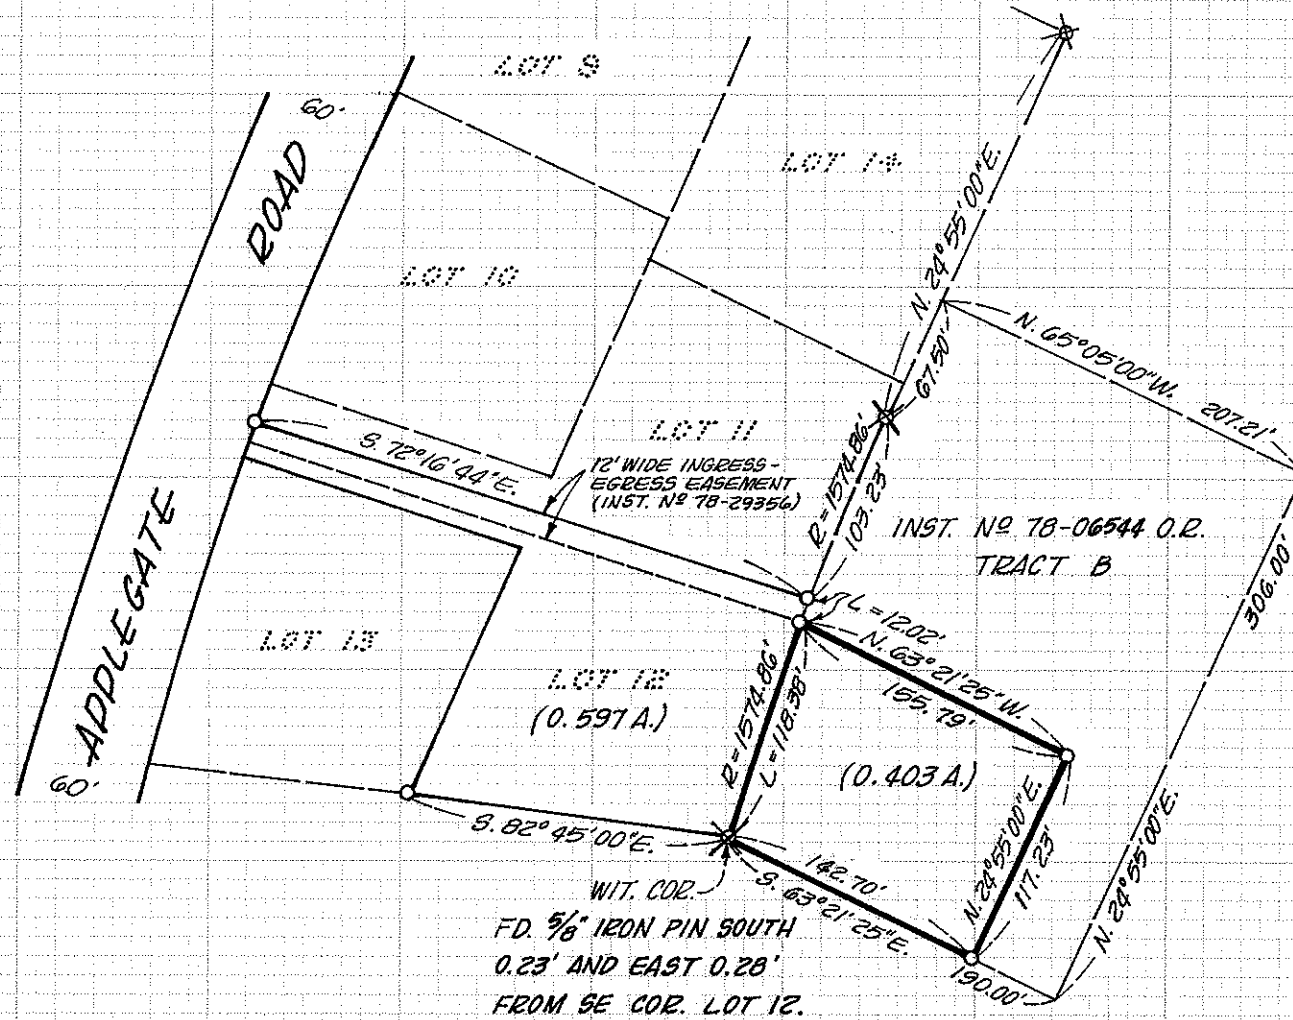 LOT 9
60'
ROAD
LOT 14
N. 24°55'00"E.
LOT 10
67.50'
N. 65°05'00"W. 207.21'
S. 72°16'44"E.
LOT 11
12' WIDE INGRESS-
EGRESS EASEMENT
(INST. Nº 78-29356)
R=1574.86'
103.23'
INST. Nº 78-06544 O.R.
TRACT B
306.00'
APPLEGATE
L=12.02'
N. 63°21'25"W.
155.79'
LOT 13
LOT 12
(0.597 A.)
R=1574.86'
L=118.38'
(0.403 A.)
60'
S. 82°45'00"E.
N. 24°55'00"E.
117.23'
N. 24°55'00"E.
142.70'
S. 63°21'25"E.
190.00'
WIT. COR.
FD. 5/8" IRON PIN SOUTH
0.23' AND EAST 0.28'
FROM SE COR. LOT 12.